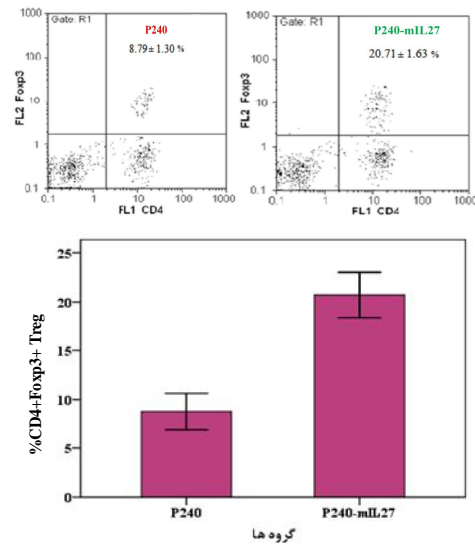 Gate: R1
P240
8.79 ± 1.30 %
1000
100
10
1
0.1
FL2 Foxp3
0.1 1 10 100 1000
FL1 CD4
Gate: R1
P240-mIL27
20.71 ± 1.63 %
1000
100
10
1
0.1
FL2 Foxp3
0.1 1 10 100 1000
FL1 CD4
%CD4+Foxp3+ Treg
25
20
15
10
5
0
P240 P240-mIL27
گروه ها